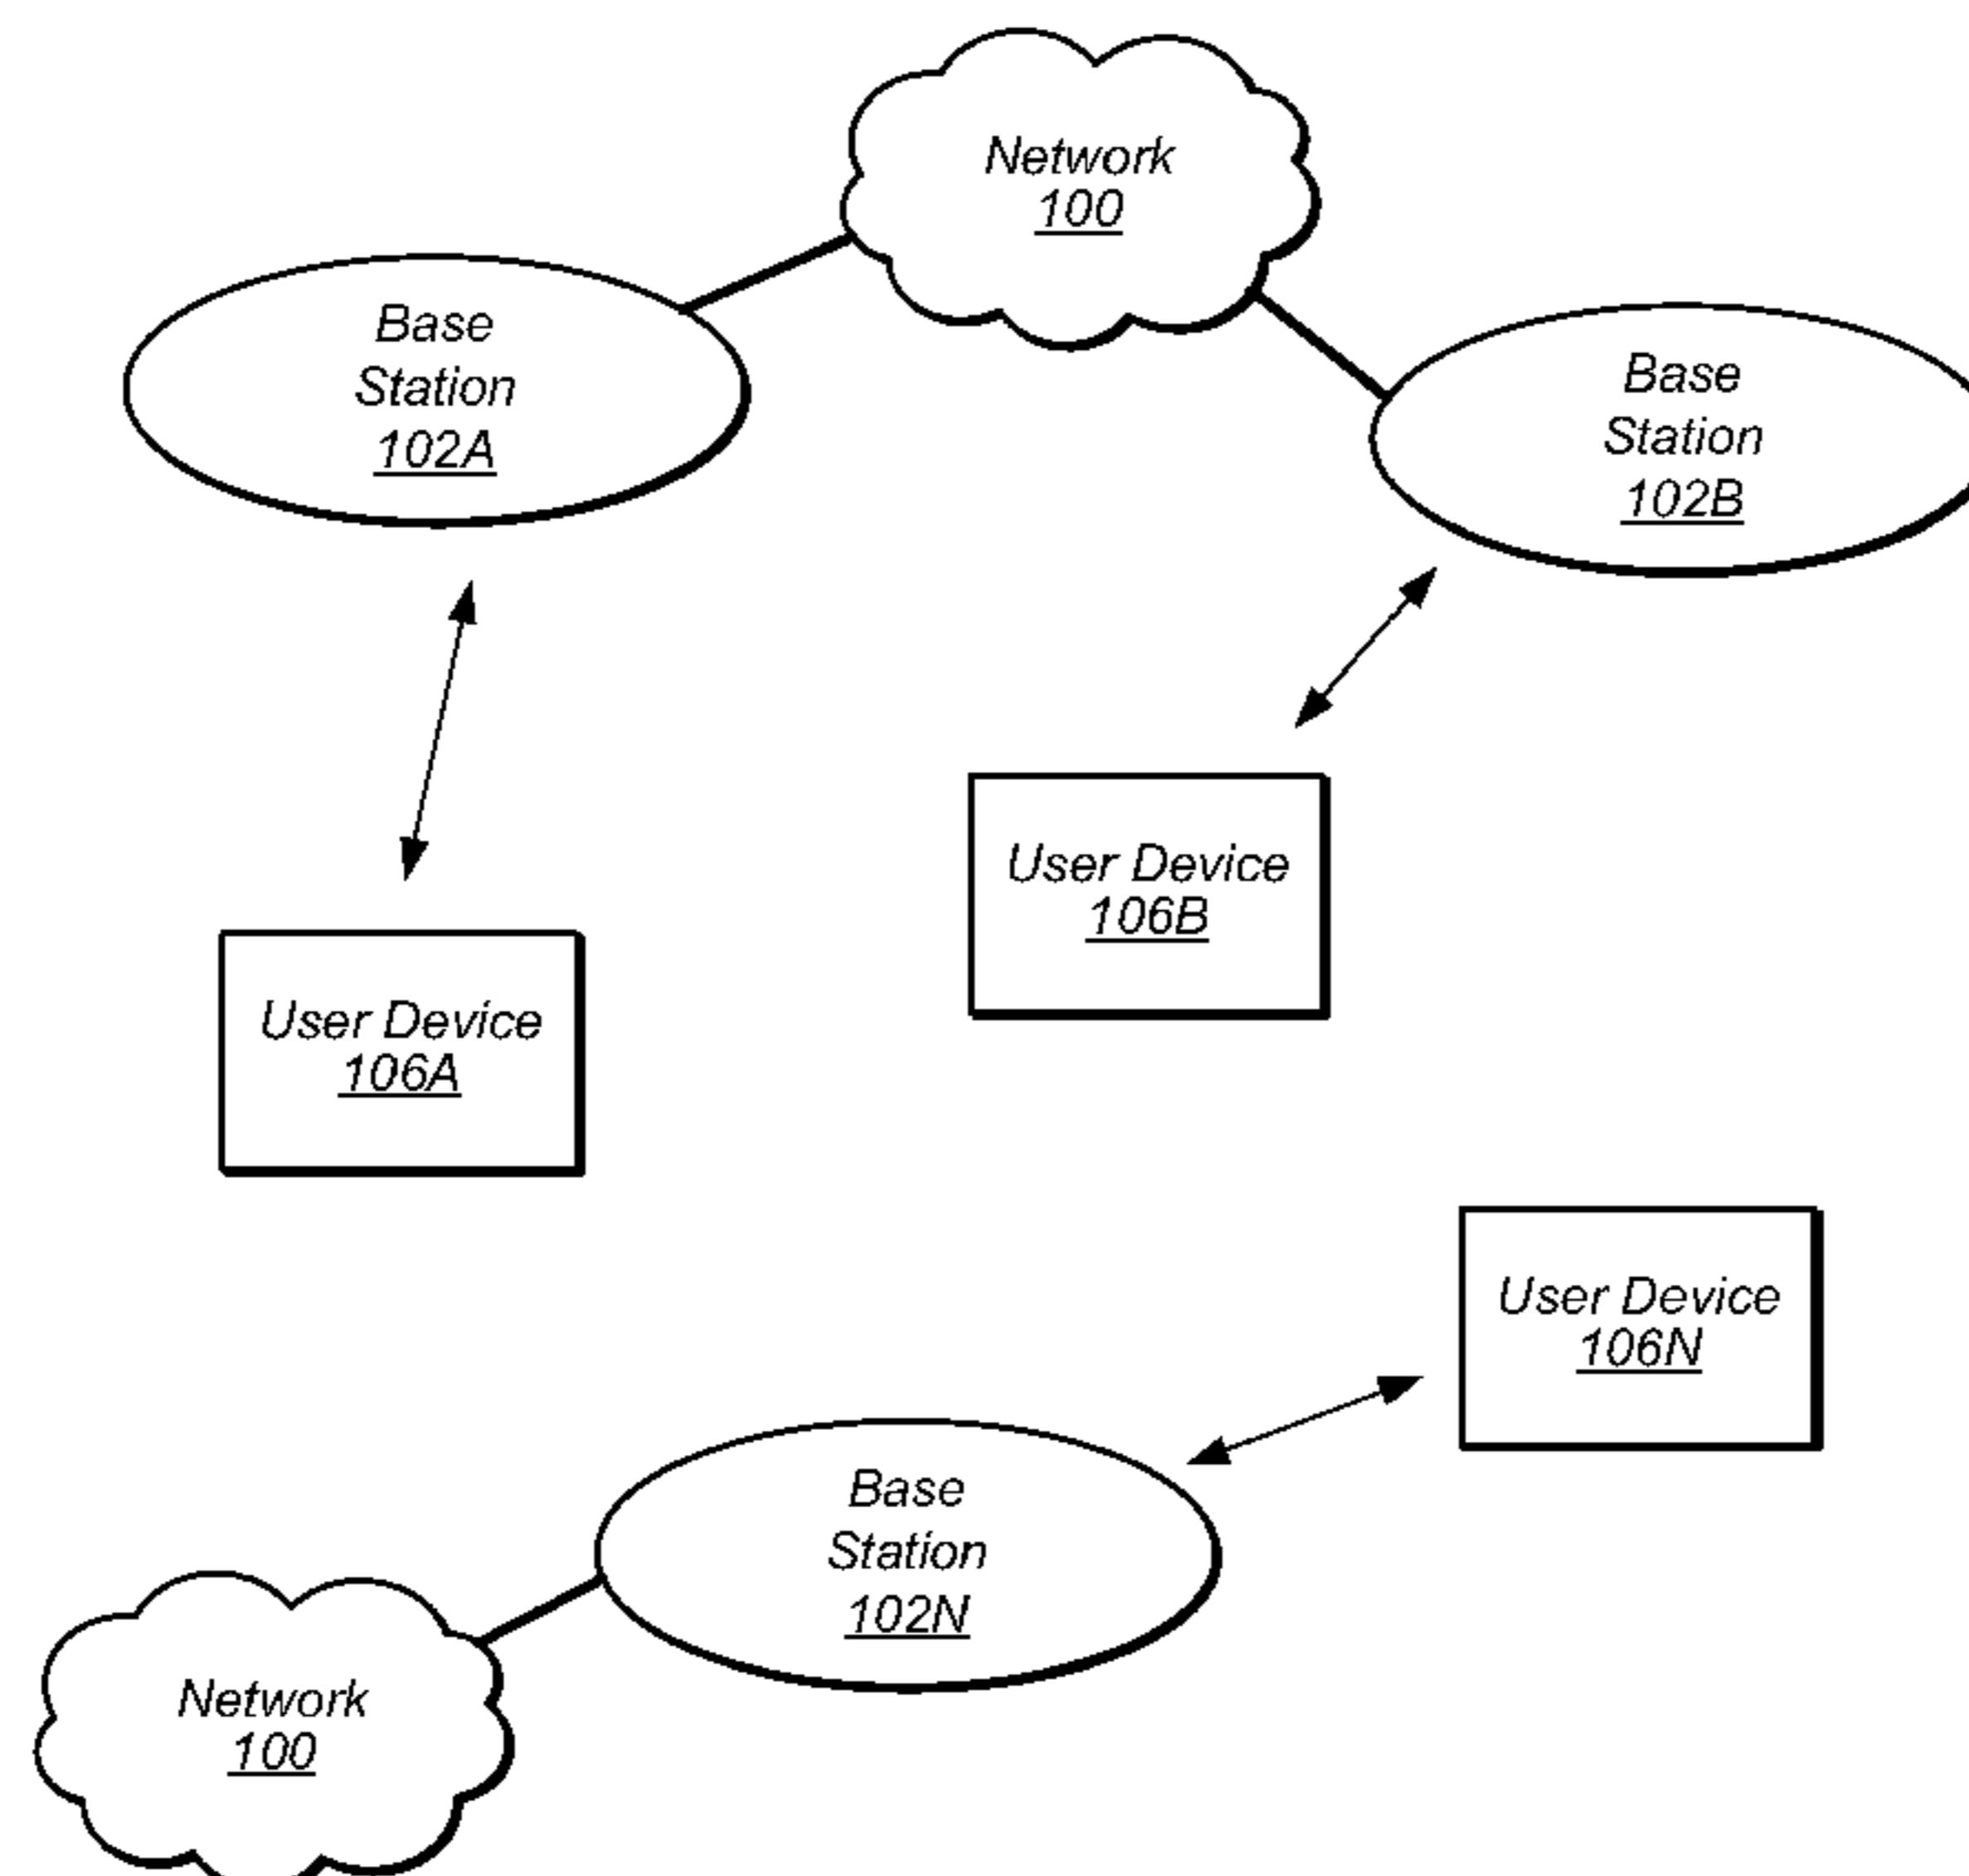 Network
100
Base
Station
102A
Base
Station
102B
User Device
106B
User Device
106A
User Device
106N
Base
Station
102N
Network
100